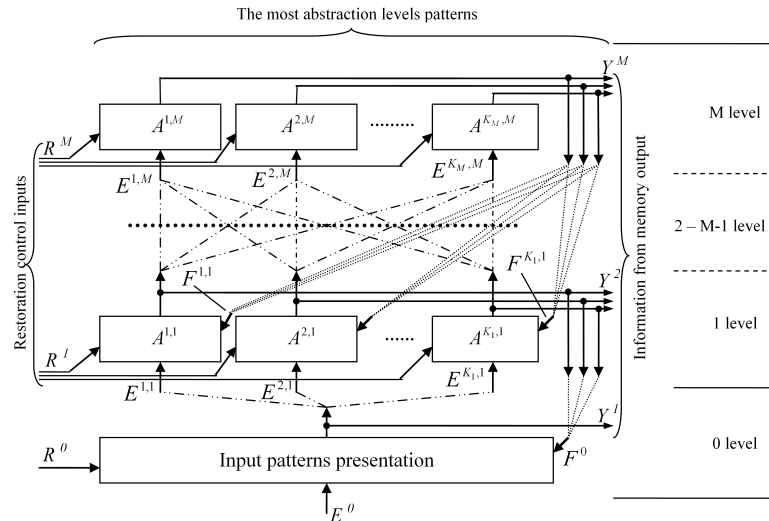 The most abstraction levels patterns
Y^M
A^{1,M} A^{2,M} ......... A^{K_M,M}
M level
R^M
E^{1,M} E^{2,M} E^{K_M,M}
Restoration control inputs
2 – M-1 level
F^{1,1} F^{K_1,1}
Y^2
Information from memory output
A^{1,1} A^{2,1} ...... A^{K_1,1}
1 level
R^1
E^{1,1} E^{2,1} E^{K_1,1}
Y^1
0 level
R^0
Input patterns presentation
F^0
E^0